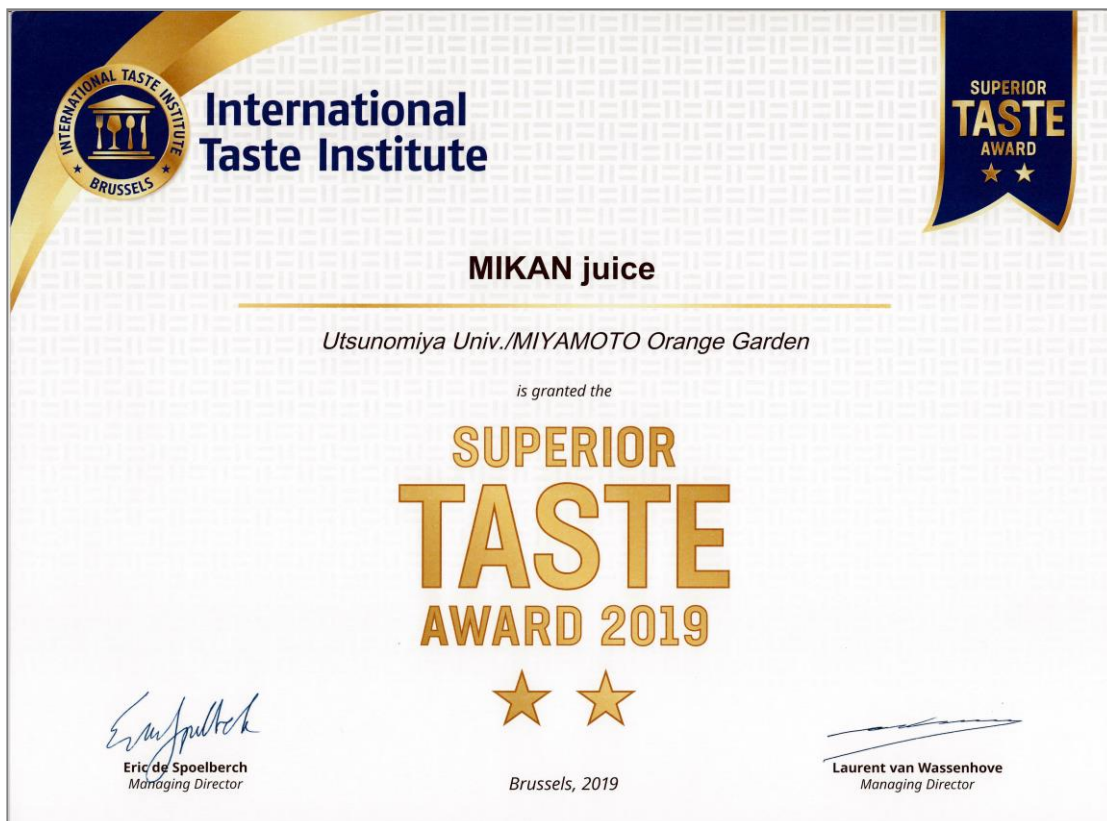 INTERNATIONAL TASTE INSTITUTE
BRUSSELS
International
Taste Institute
SUPERIOR
TASTE
AWARD
MIKAN juice
Utsunomiya Univ./MIYAMOTO Orange Garden
is granted the
SUPERIOR
TASTE
AWARD 2019
Eric de Spoelberch
Managing Director
Brussels, 2019
Laurent van Wassenhove
Managing Director